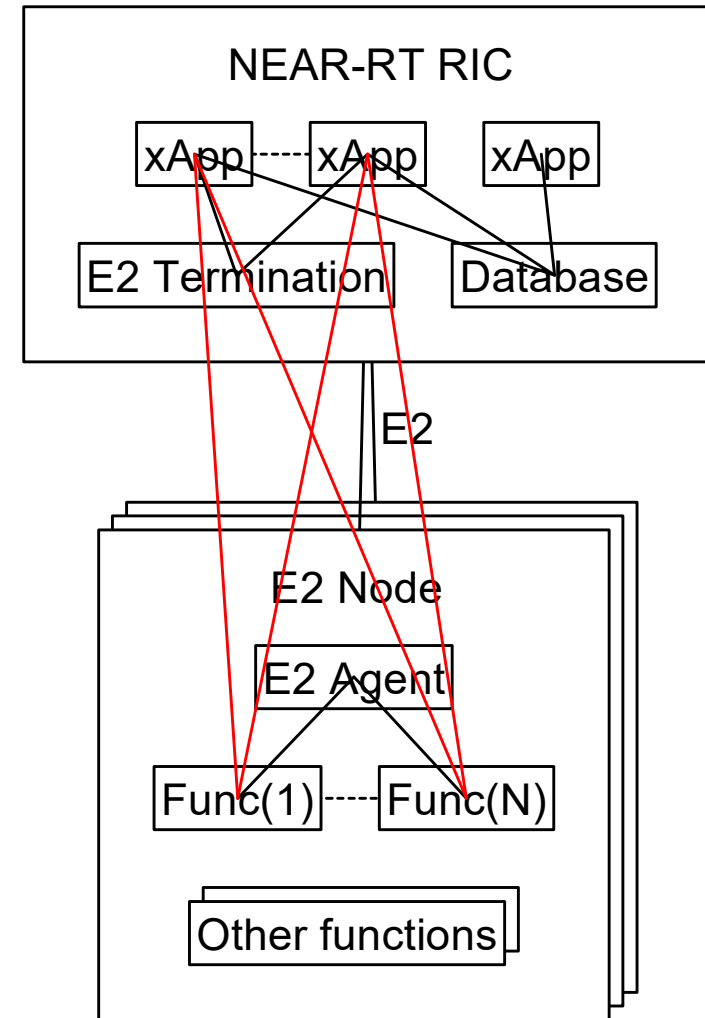 NEAR-RT RIC
xApp xApp xApp
E2 Termination Database
E2
E2 Node
E2 Agent
Func(1) Func(N)
Other functions